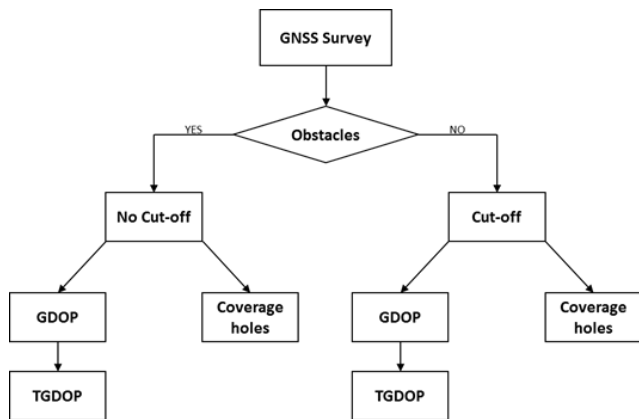 GNSS Survey
Obstacles
YES
NO
No Cut-off
Cut-off
GDOP
Coverage
holes
GDOP
Coverage
holes
TGDOP
TGDOP